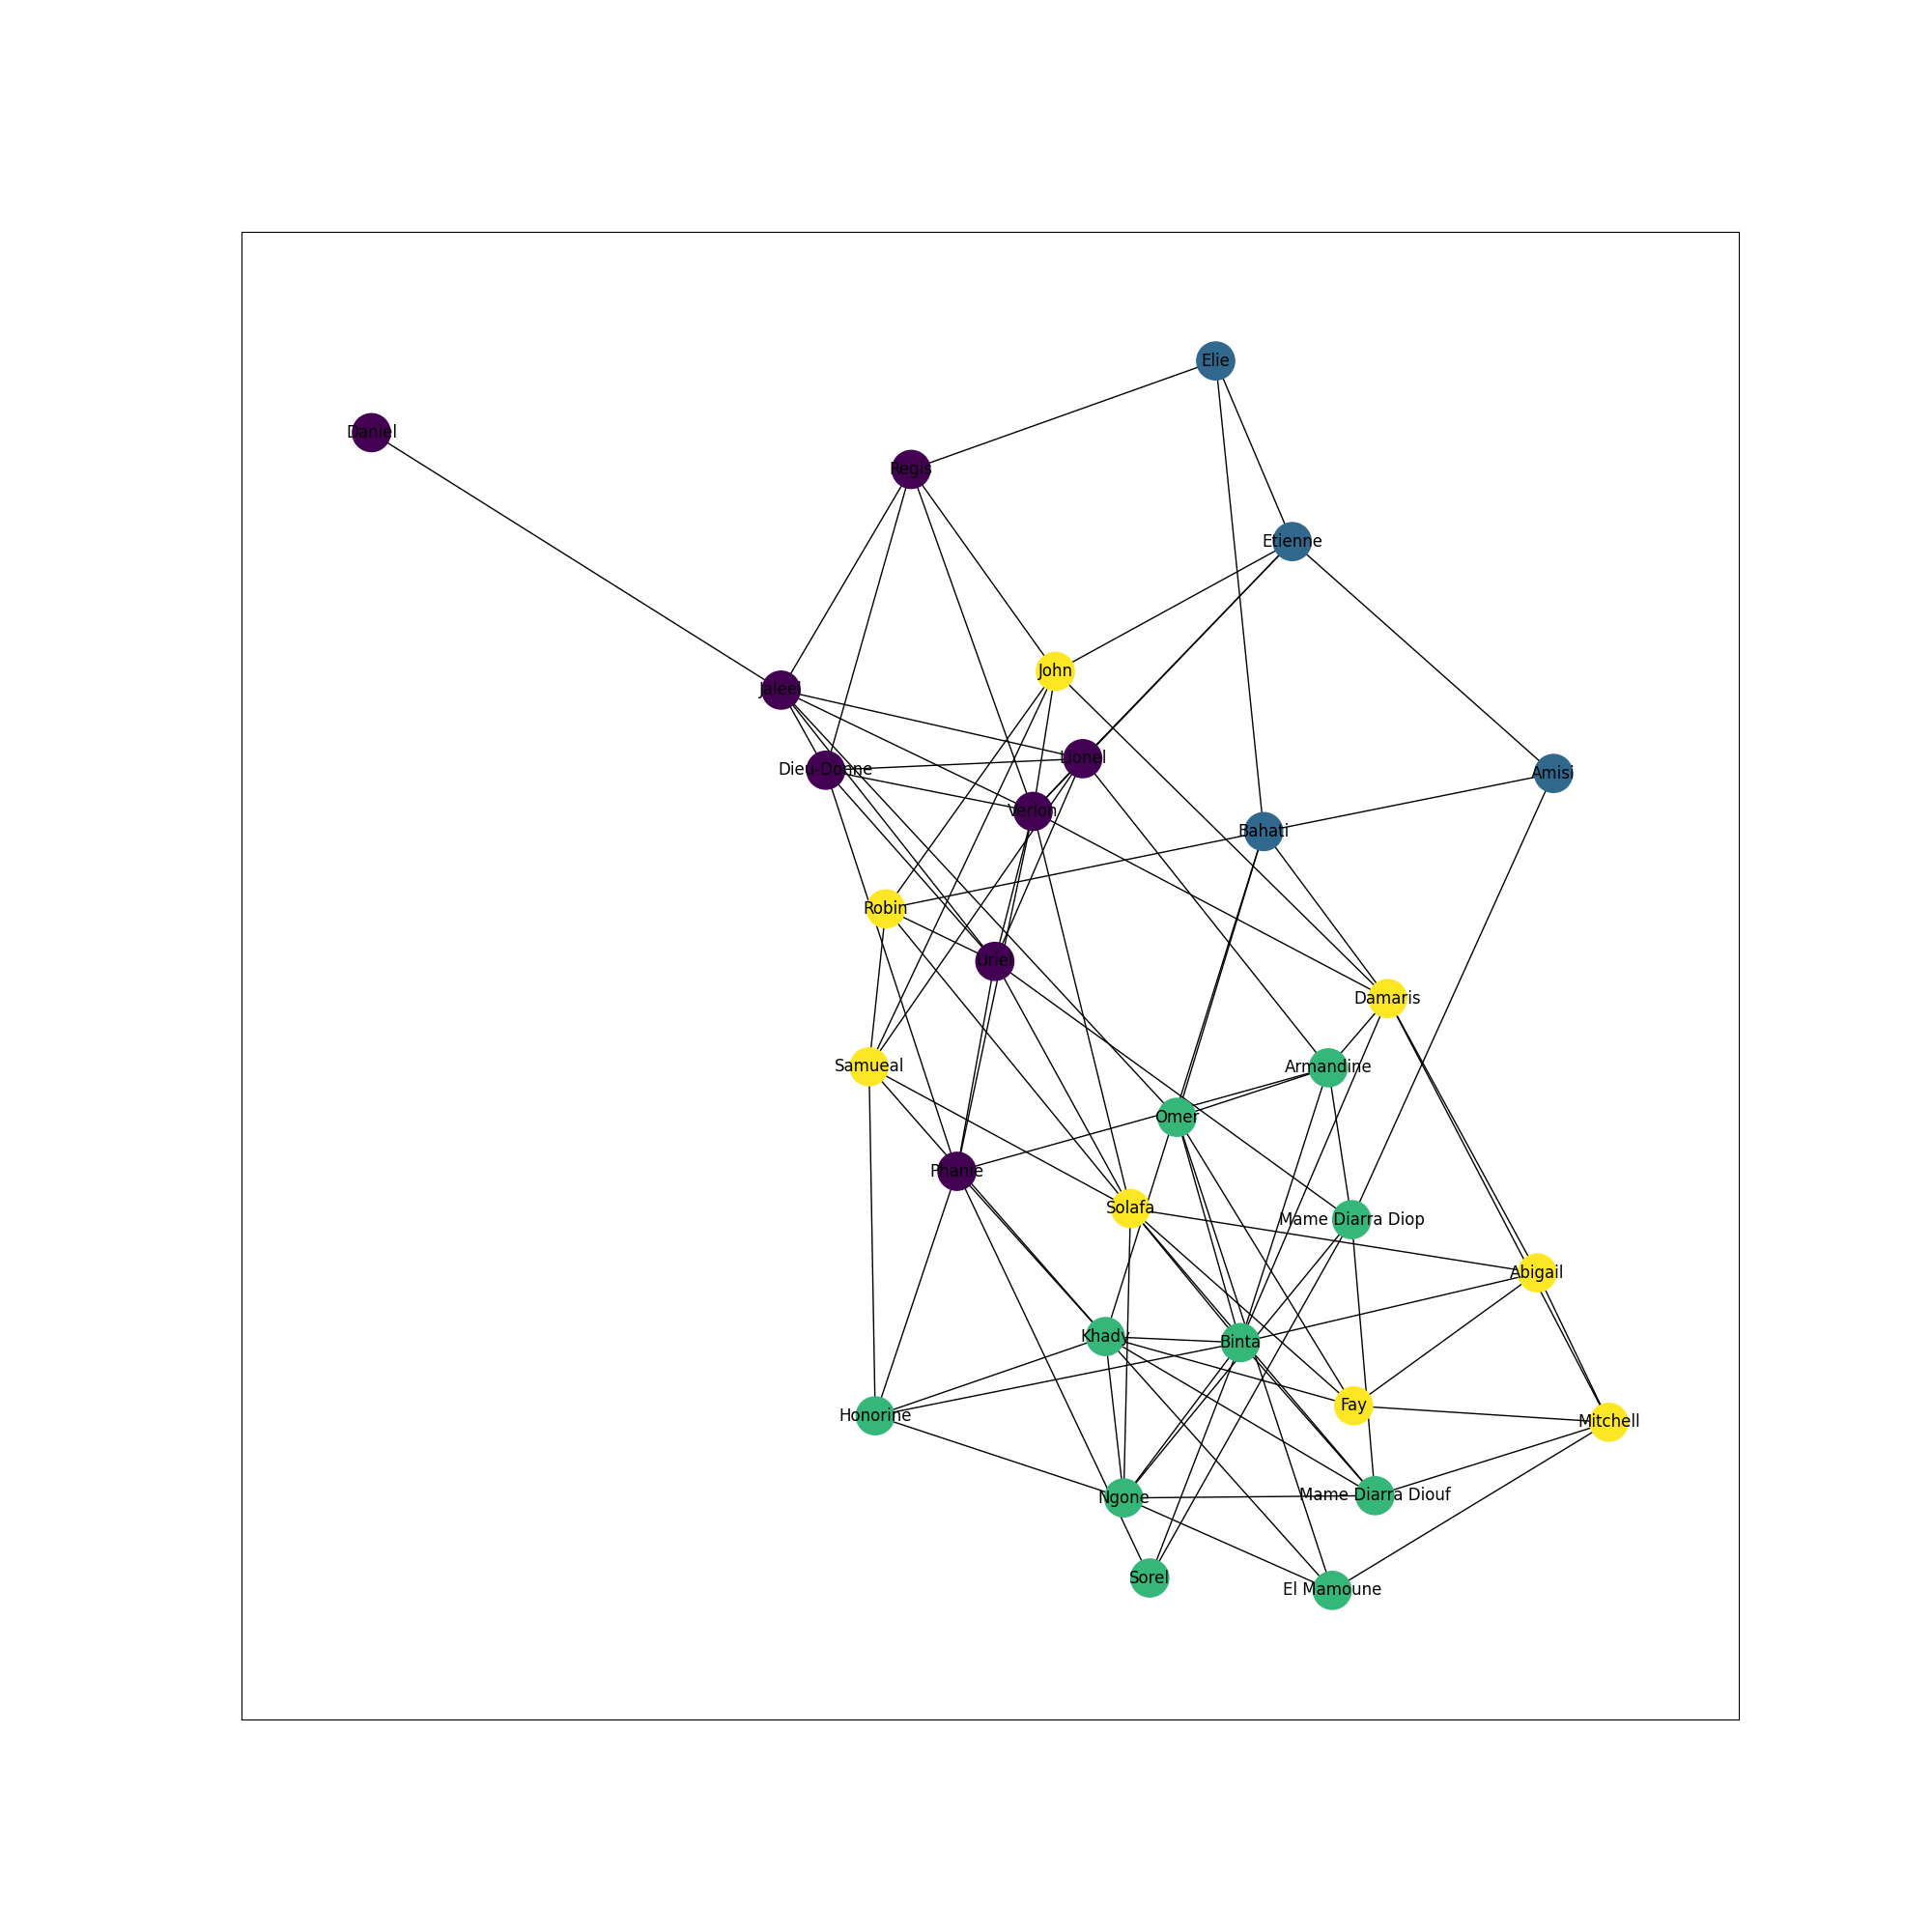 Elie
Daniel
Regis
Etienne
John
Jaleel
Lionel
Dieu-Donne
Amisi
Verlon
Bahati
Robin
Uriel
Damaris
Samueal
Armandine
Omer
Phanie
Solafa
Mame Diarra Diop
Abigail
Khady
Binta
Fay
Honorine
Mitchell
Ngone
Mame Diarra Diouf
Sorel
El Mamoune